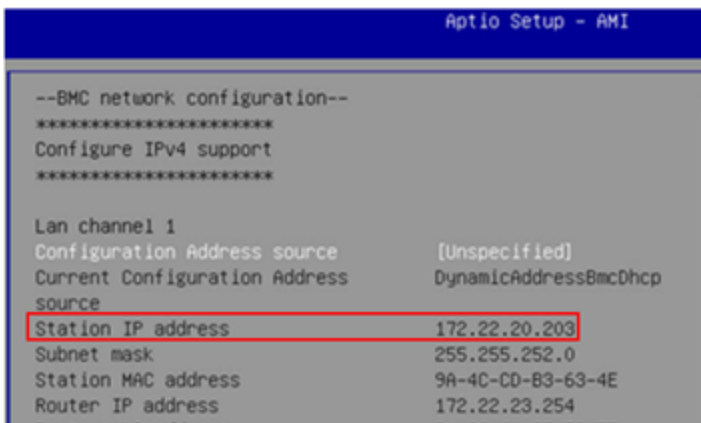 Aptio Setup - AMI
--BMC network configuration--
**********************
Configure IPv4 support
**********************
Lan channel 1
Configuration Address source [Unspecified]
Current Configuration Address DynamicAddressBmcDhcp
source
Station IP address 172.22.20.203
Subnet mask 255.255.252.0
Station MAC address 9A-4C-CD-B3-63-4E
Router IP address 172.22.23.254